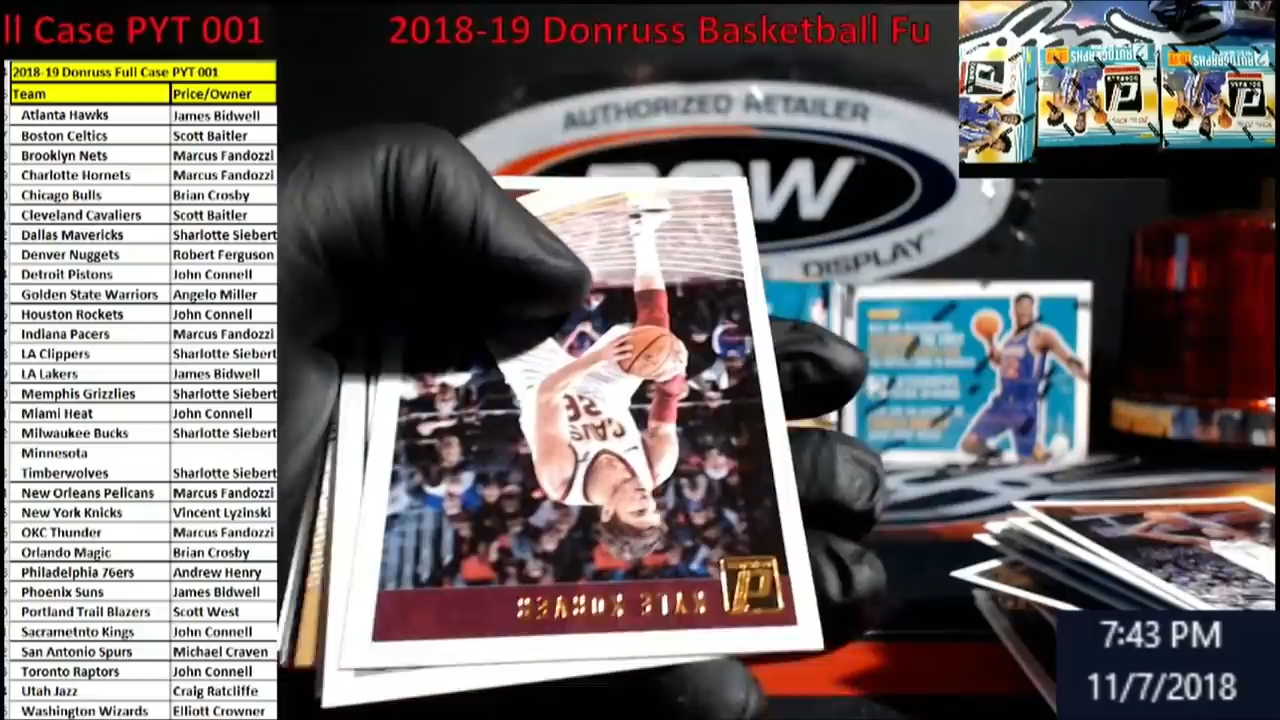 ll Case PYT 001 2018-19 Donruss Basketball Fu
2018-19 Donruss Full Case PYT 001
Team Price/Owner
Atlanta Hawks James Bidwell
Boston Celtics Scott Baitler
Brooklyn Nets Marcus Fandozzi
Charlotte Hornets Marcus Fandozzi
Chicago Bulls Brian Crosby
Cleveland Cavaliers Scott Baitler
Dallas Mavericks Sharlotte Siebert
Denver Nuggets Robert Ferguson
Detroit Pistons John Connell
Golden State Warriors Angelo Miller
Houston Rockets John Connell
Indiana Pacers Marcus Fandozzi
LA Clippers Sharlotte Siebert
LA Lakers James Bidwell
Memphis Grizzlies Sharlotte Siebert
Miami Heat John Connell
Milwaukee Bucks Sharlotte Siebert
Minnesota
Timberwolves Sharlotte Siebert
New Orleans Pelicans Marcus Fandozzi
New York Knicks Vincent Lyzinski
OKC Thunder Marcus Fandozzi
Orlando Magic Brian Crosby
Philadelphia 76ers Andrew Henry
Phoenix Suns James Bidwell
Portland Trail Blazers Scott West
Sacrametnto Kings John Connell
San Antonio Spurs Michael Craven
Toronto Raptors John Connell
Utah Jazz Craig Ratcliffe
Washington Wizards Elliott Crowner
AUTHORIZED RETAILER
BCW
DISPLAY
CAVS
26
KYLE KORVER
AUTOGRAPHS
AUTOGRAPHS
7:43 PM
11/7/2018